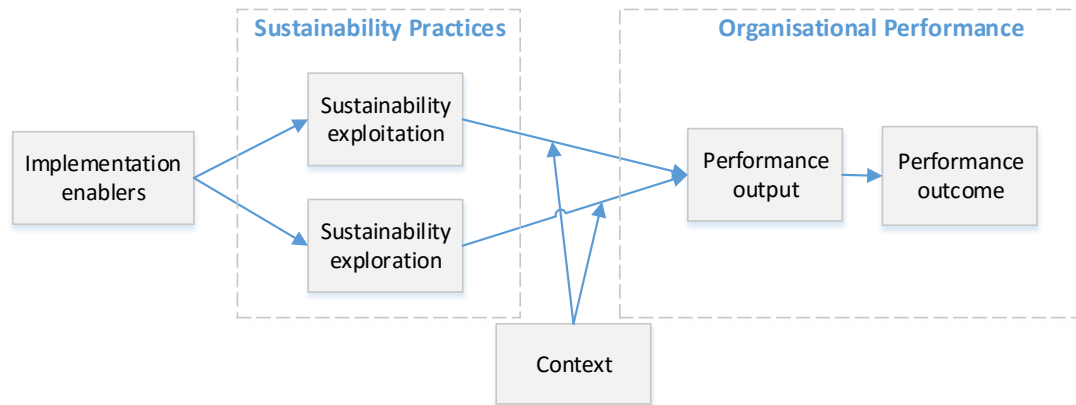 Sustainability Practices
Organisational Performance
Implementation
enablers
Sustainability
exploitation
Sustainability
exploration
Performance
output
Performance
outcome
Context